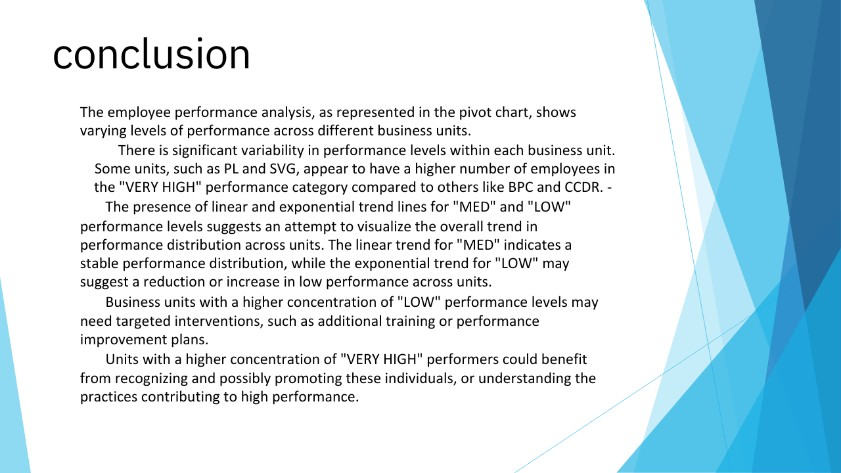 conclusion
The employee performance analysis, as represented in the pivot chart, shows
varying levels of performance across different business units.
There is significant variability in performance levels within each business unit.
Some units, such as PL and SVG, appear to have a higher number of employees in
the "VERY HIGH" performance category compared to others like BPC and CCDR. -
The presence of linear and exponential trend lines for "MED" and "LOW"
performance levels suggests an attempt to visualize the overall trend in
performance distribution across units. The linear trend for "MED" indicates a
stable performance distribution, while the exponential trend for "LOW" may
suggest a reduction or increase in low performance across units.
Business units with a higher concentration of "LOW" performance levels may
need targeted interventions, such as additional training or performance
improvement plans.
Units with a higher concentration of "VERY HIGH" performers could benefit
from recognizing and possibly promoting these individuals, or understanding the
practices contributing to high performance.